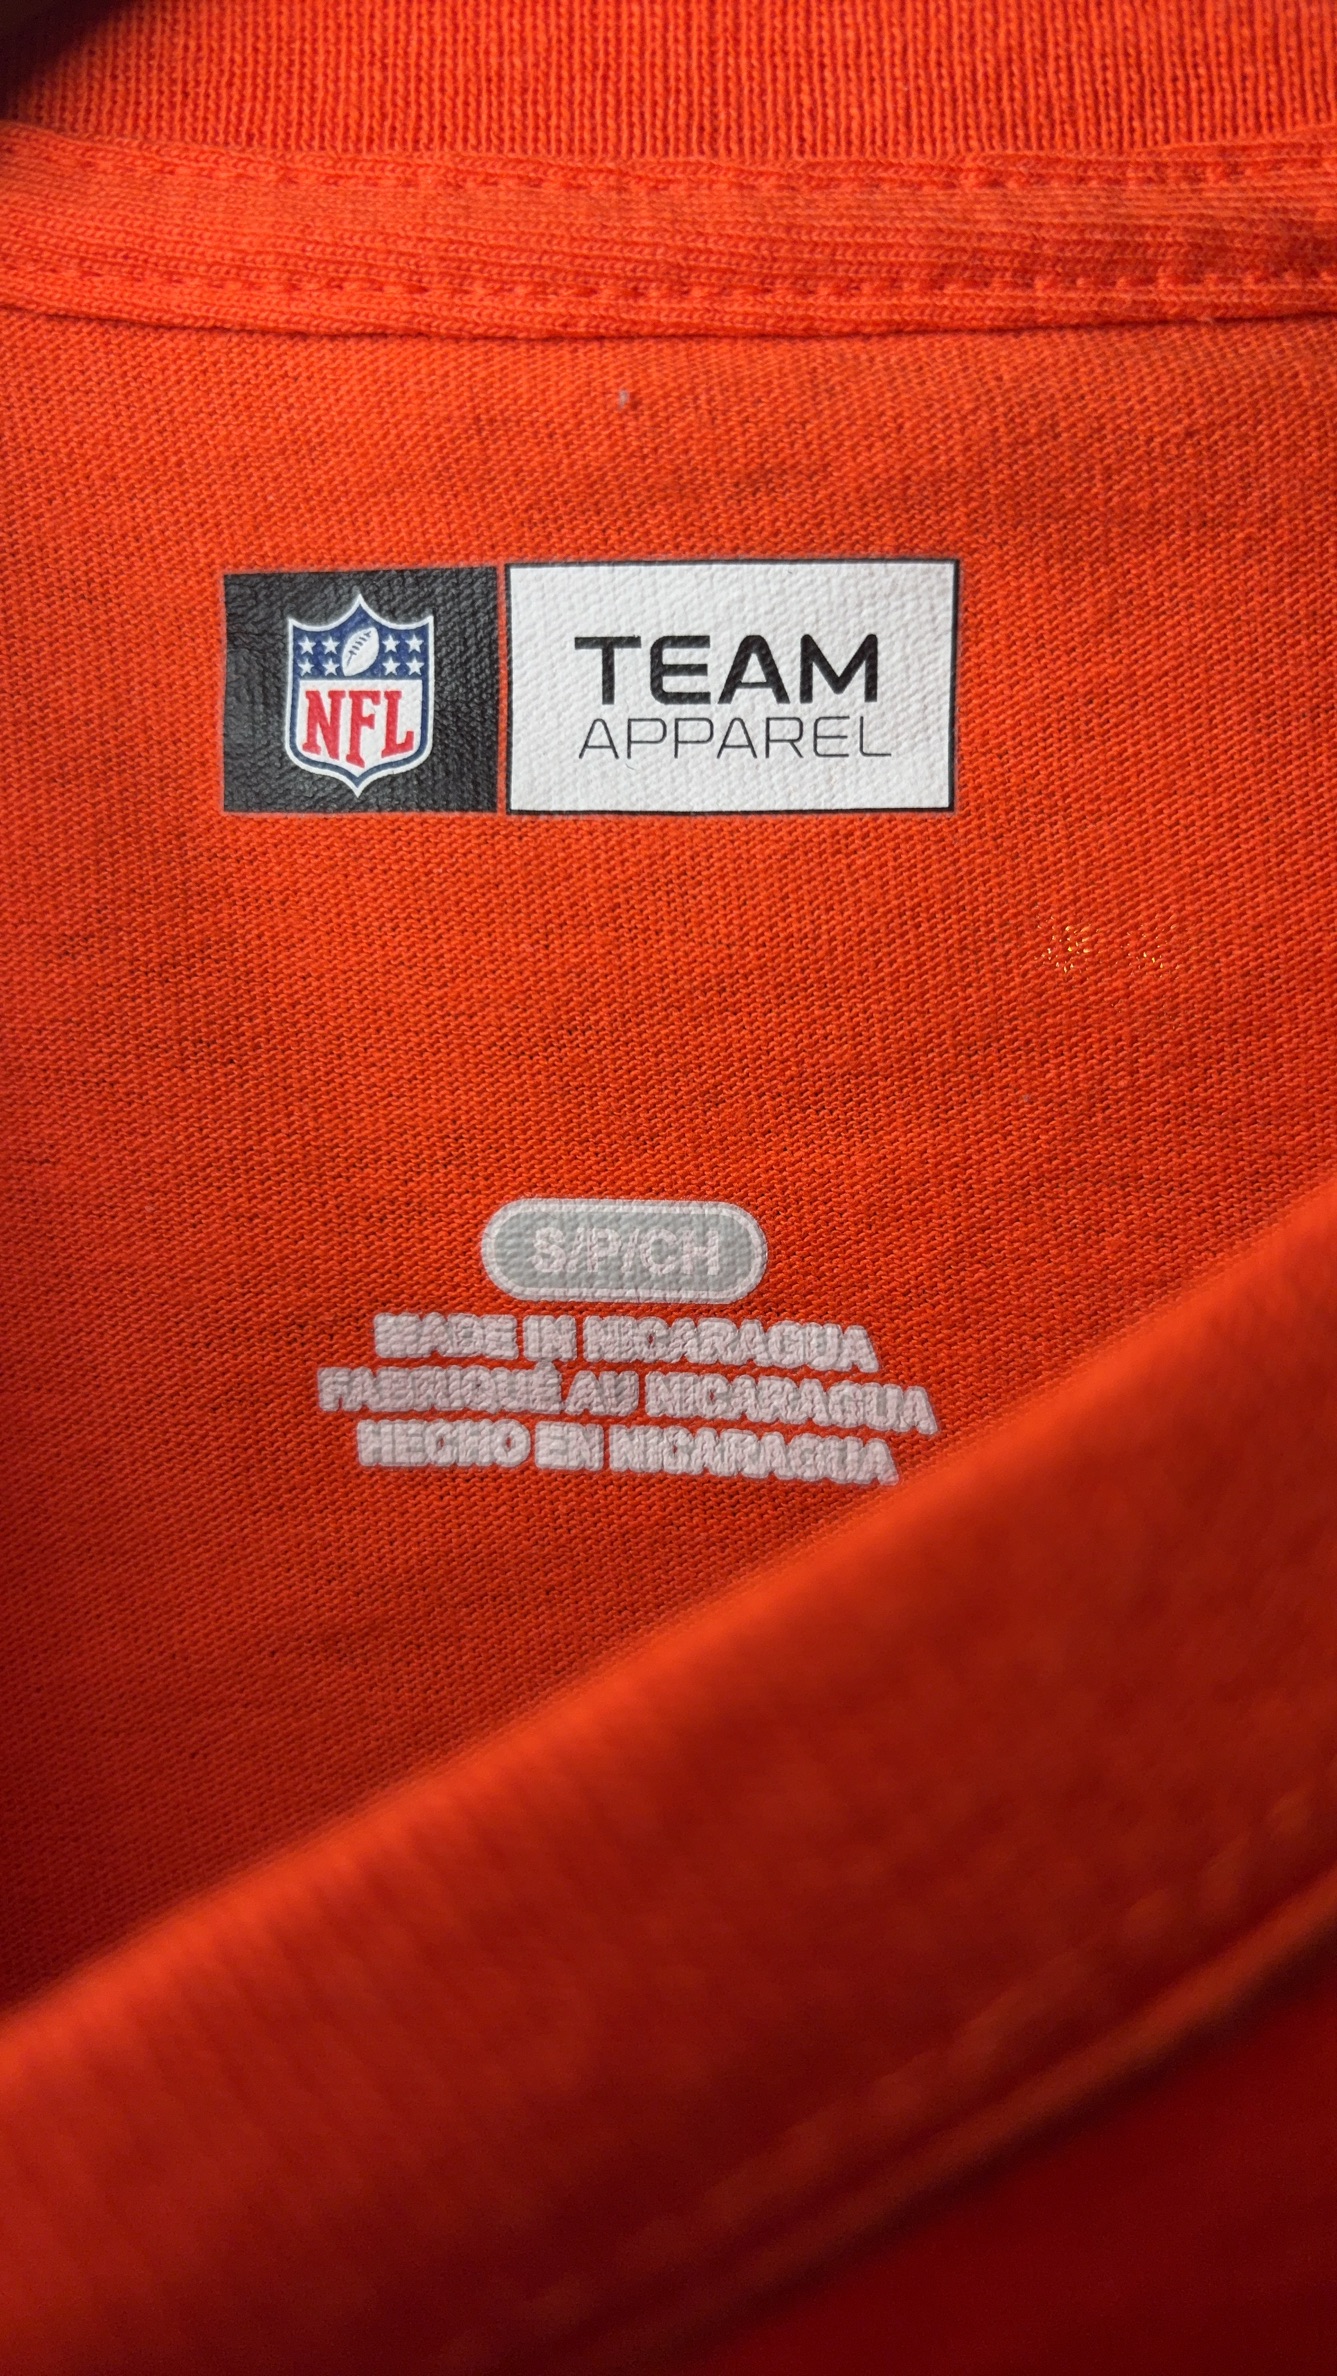 NFL
TEAM
APPAREL
S/P/CH
MADE IN NICARAGUA
FABRIQUÉ AU NICARAGUA
HECHO EN NICARAGUA